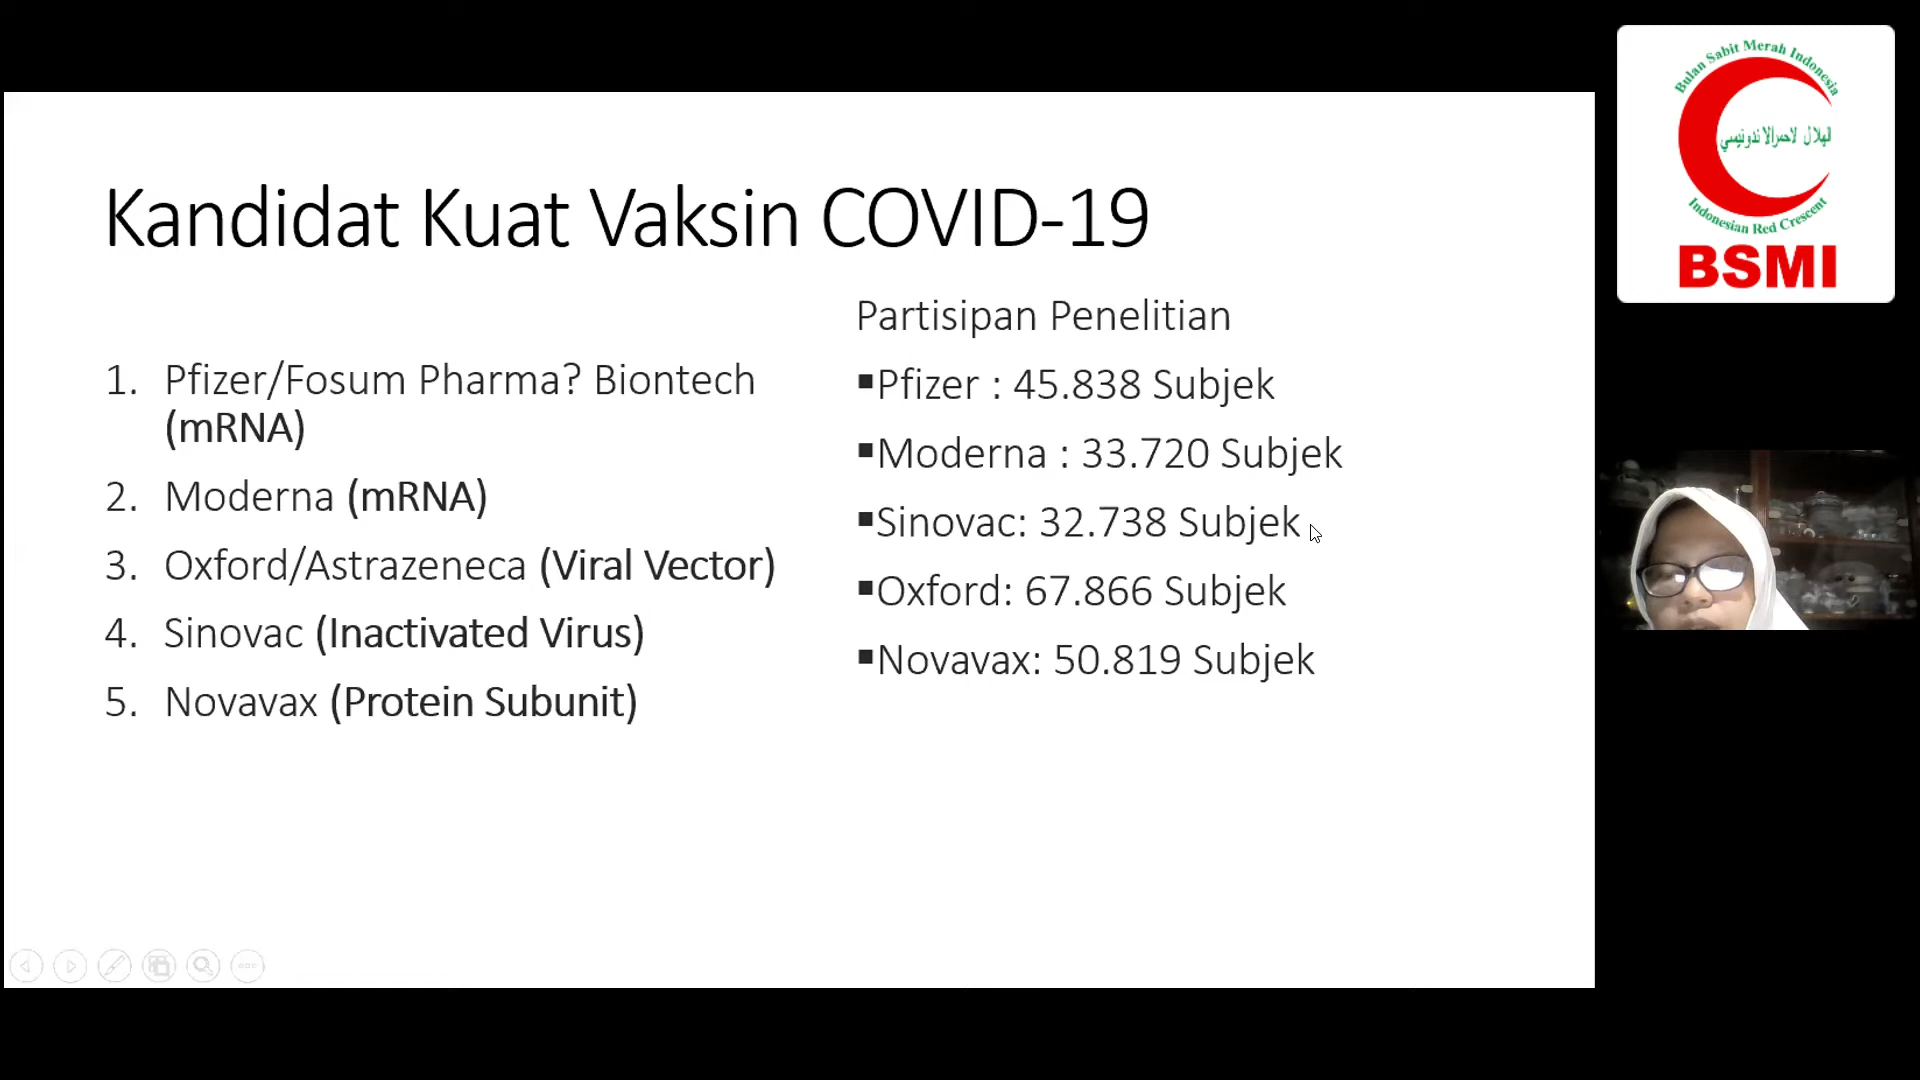 Kandidat Kuat Vaksin COVID-19
1. Pfizer/Fosum Pharma? Biontech
(mRNA)
2. Moderna (mRNA)
3. Oxford/Astrazeneca (Viral Vector)
4. Sinovac (Inactivated Virus)
5. Novavax (Protein Subunit)
Partisipan Penelitian
▪Pfizer : 45.838 Subjek
▪Moderna : 33.720 Subjek
▪Sinovac: 32.738 Subjek
▪Oxford: 67.866 Subjek
▪Novavax: 50.819 Subjek
Bulan Sabit Merah Indonesia
الهلال لاحمرالاندونيسي
Indonesian Red Crescent
BSMI